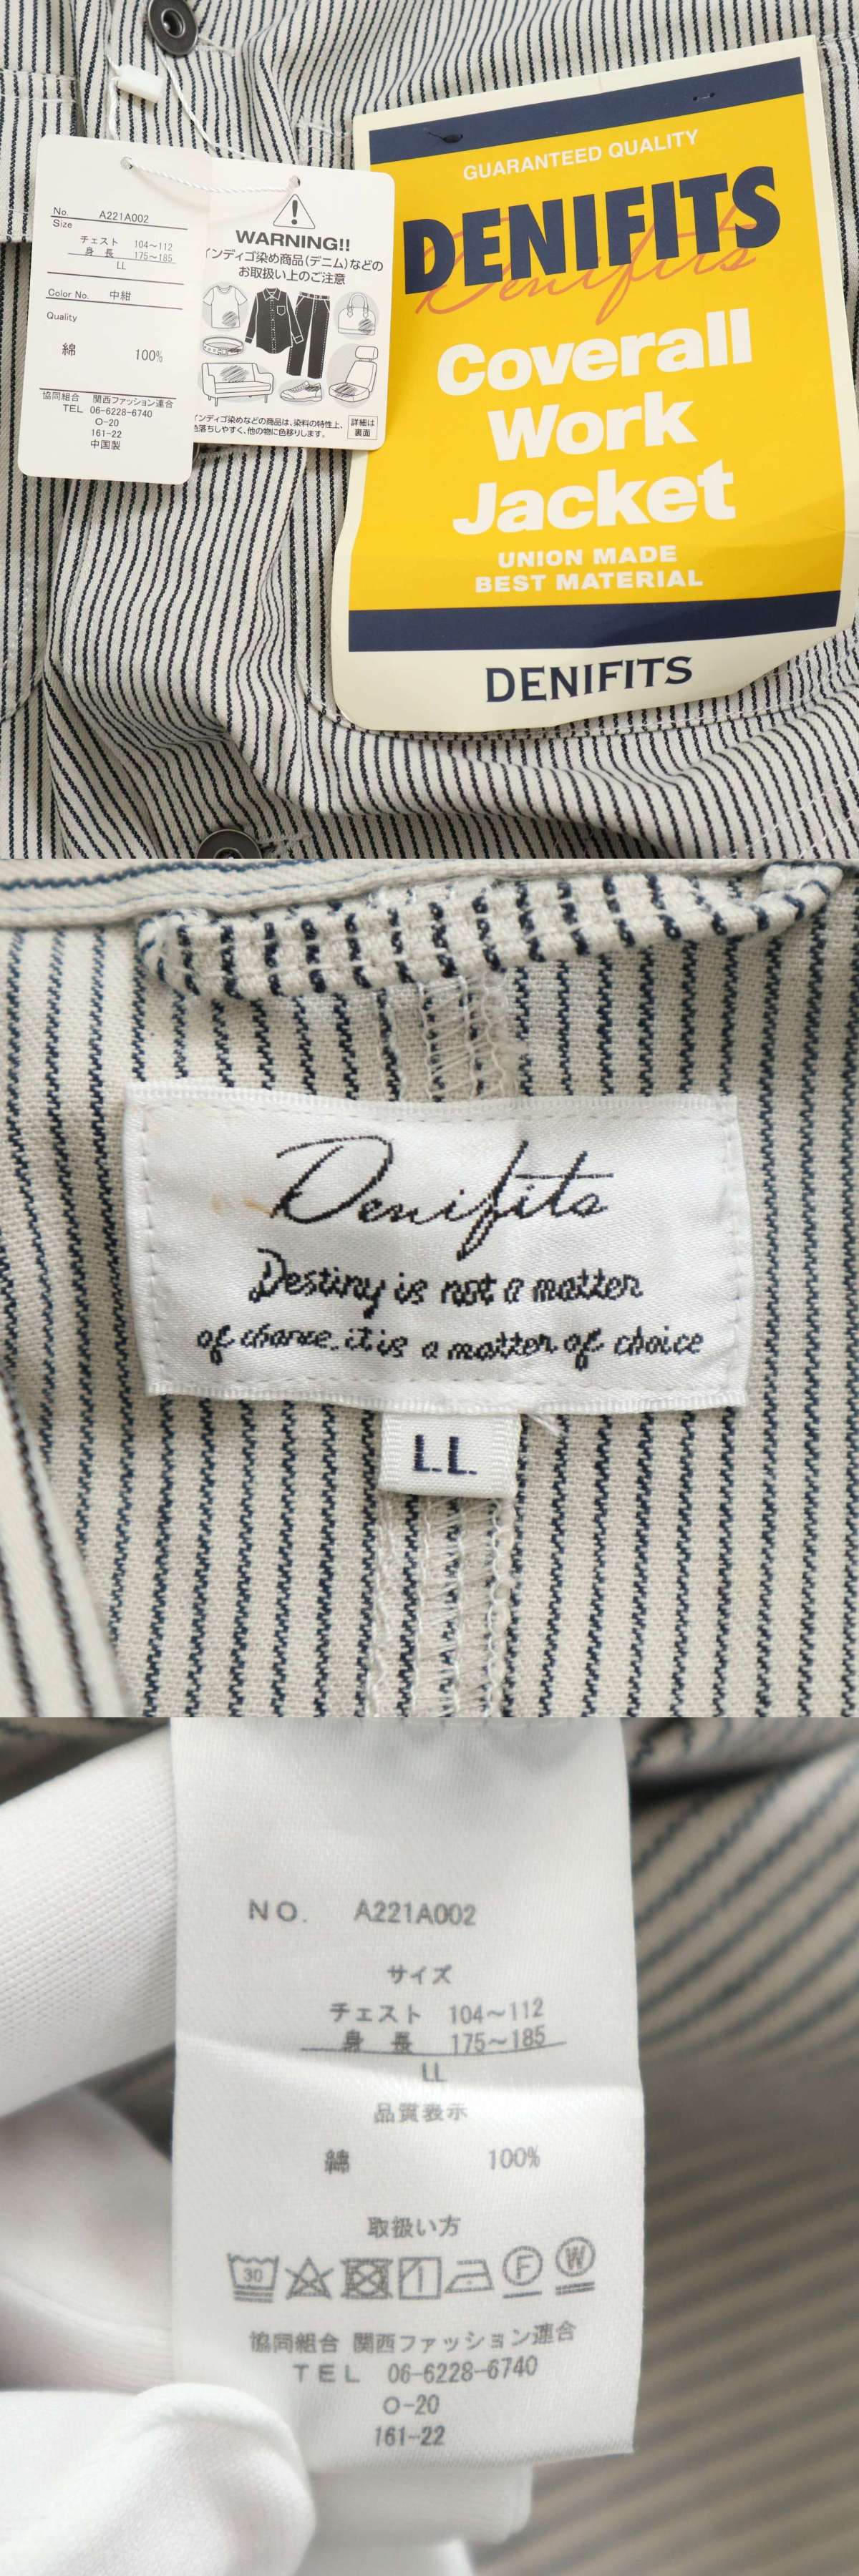 No. A221A002
Size
チェスト 104～112
身長 175～185
LL
Color No. 中紺
Quality
綿 100%
協同組合 関西ファッション連合
TEL 06-6228-6740
O-20
161-22
中国製
WARNING!!
インディゴ染め商品(デニム)などの
お取扱い上のご注意
インディゴ染めなどの商品は、染料の特性上、
色落ちしやすく、他の物に色移りします。
詳細は
裏面
GUARANTEED QUALITY
DENIFITS
Denifits
Coverall
Work
Jacket
UNION MADE
BEST MATERIAL
DENIFITS
Denifits
Destiny is not a matter
of chance. it is a matter of choice
L.L.
NO. A221A002
サイズ
チェスト 104～112
身長 175～185
LL
品質表示
綿 100%
取扱い方
30
F
W
協同組合 関西ファッション連合
TEL 06-6228-6740
O-20
161-22